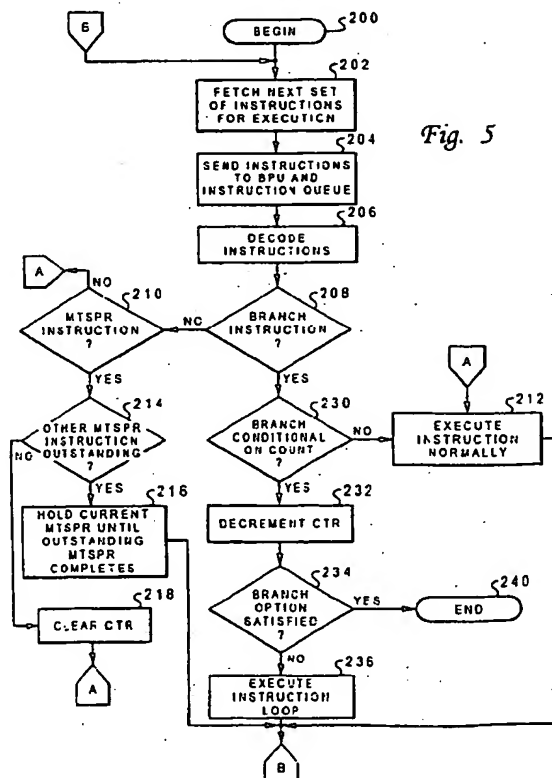 B
BEGIN
200
202
FETCH NEXT SET
OF INSTRUCTIONS
FOR EXECUTION
Fig. 5
204
SEND INSTRUCTIONS
TO BPU AND
INSTRUCTION QUEUE
206
DECODE
INSTRUCTIONS
A
NO
210
MTSPR
INSTRUCTION
?
NO
208
BRANCH
INSTRUCTION
?
YES
YES
A
214
OTHER MTSPR
INSTRUCTION
OUTSTANDING
?
NO
YES
230
BRANCH
CONDITIONAL
ON COUNT
?
NO
YES
212
EXECUTE
INSTRUCTION
NORMALLY
216
HOLD CURRENT
MTSPR UNTIL
OUTSTANDING
MTSPR
COMPLETES
232
DECREMENT CTR
234
BRANCH
OPTION
SATISFIED
?
YES
240
END
218
CLEAR CTR
A
NO
236
EXECUTE
INSTRUCTION
LOOP
B